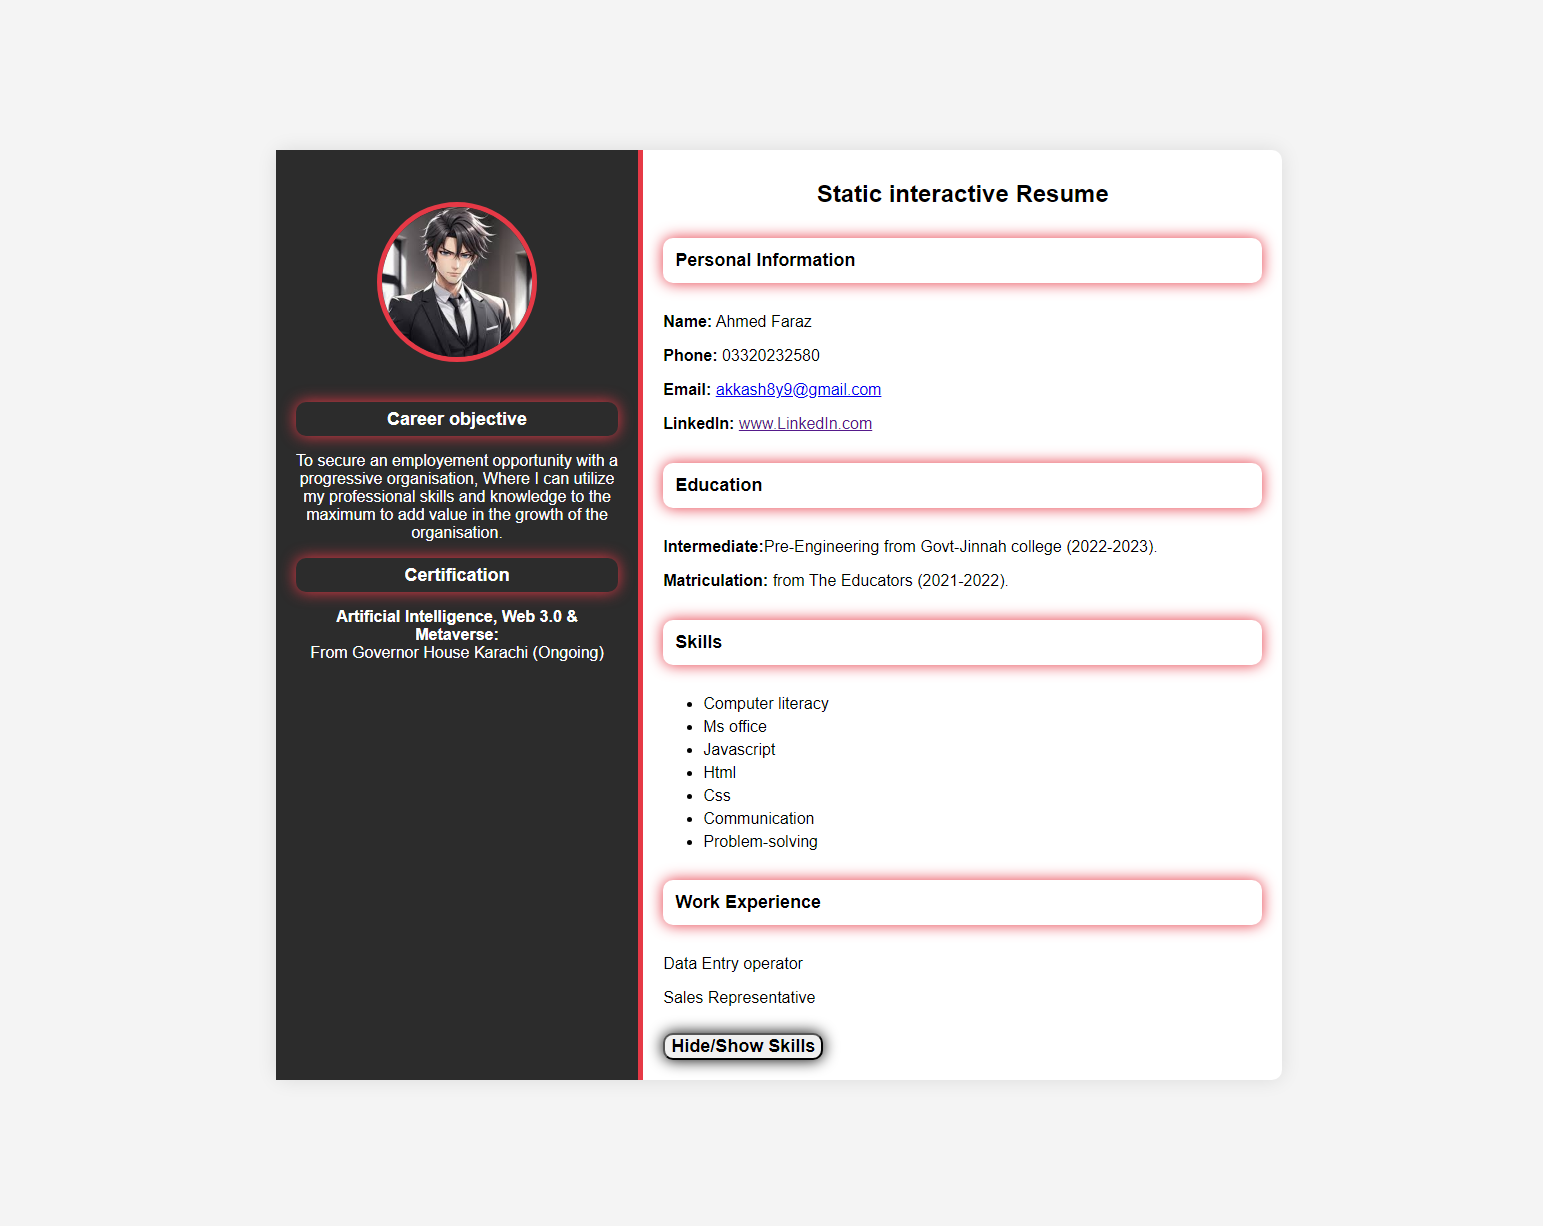 Career objective
To secure an employement opportunity with a
progressive organisation, Where I can utilize
my professional skills and knowledge to the
maximum to add value in the growth of the
organisation.
Certification
Artificial Intelligence, Web 3.0 &
Metaverse:
From Governor House Karachi (Ongoing)
Static interactive Resume
Personal Information
Name: Ahmed Faraz
Phone: 03320232580
Email: akkash8y9@gmail.com
LinkedIn: www.LinkedIn.com
Education
Intermediate:Pre-Engineering from Govt-Jinnah college (2022-2023).
Matriculation: from The Educators (2021-2022).
Skills
Computer literacy
Ms office
Javascript
Html
Css
Communication
Problem-solving
Work Experience
Data Entry operator
Sales Representative
Hide/Show Skills